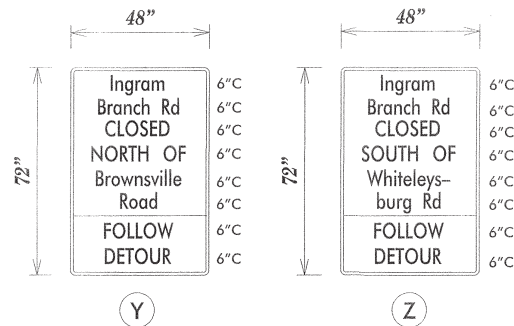 48"
72"
Ingram 6"C
Branch Rd 6"C
CLOSED 6"C
NORTH OF 6"C
Brownsville 6"C
Road 6"C
FOLLOW 6"C
DETOUR 6"C
Y
48"
72"
Ingram 6"C
Branch Rd 6"C
CLOSED 6"C
SOUTH OF 6"C
Whiteleys– 6"C
burg Rd 6"C
FOLLOW 6"C
DETOUR 6"C
Z